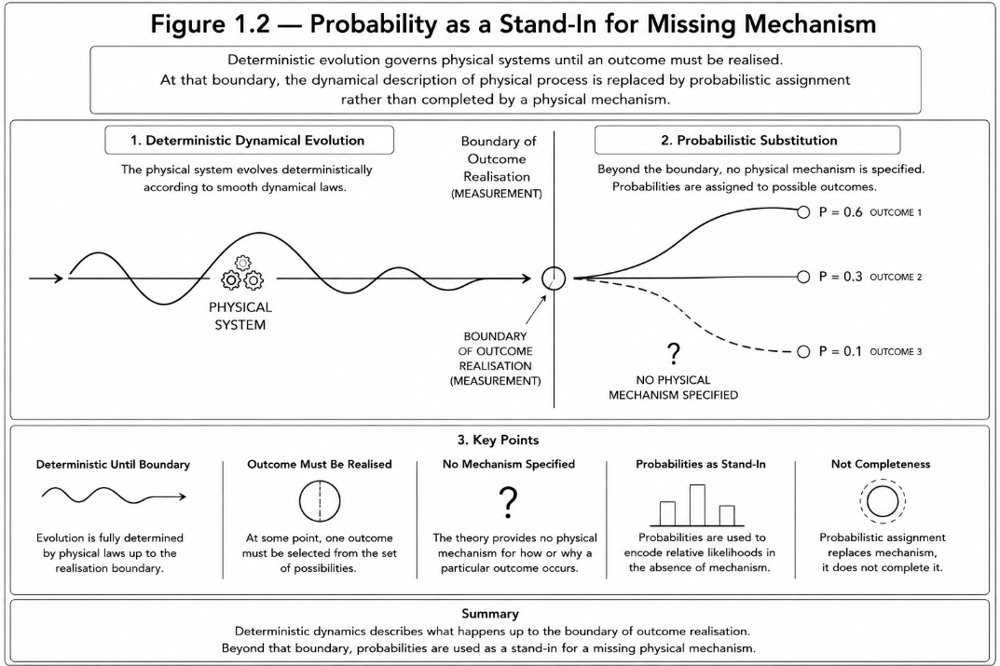 Figure 1.2 — Probability as a Stand-In for Missing Mechanism
Deterministic evolution governs physical systems until an outcome must be realised.
At that boundary, the dynamical description of physical process is replaced by probabilistic assignment
rather than completed by a physical mechanism.
1. Deterministic Dynamical Evolution
The physical system evolves deterministically
according to smooth dynamical laws.
PHYSICAL
SYSTEM
Boundary of
Outcome
Realisation
(MEASUREMENT)
BOUNDARY
OF OUTCOME
REALISATION
(MEASUREMENT)
2. Probabilistic Substitution
Beyond the boundary, no physical mechanism is specified.
Probabilities are assigned to possible outcomes.
P = 0.6 OUTCOME 1
P = 0.3 OUTCOME 2
P = 0.1 OUTCOME 3
?
NO PHYSICAL
MECHANISM SPECIFIED
3. Key Points
Deterministic Until Boundary
Evolution is fully determined
by physical laws up to the
realisation boundary.
Outcome Must Be Realised
At some point, one outcome
must be selected from the set
of possibilities.
No Mechanism Specified
?
The theory provides no physical
mechanism for how or why a
particular outcome occurs.
Probabilities as Stand-In
Probabilities are used to
encode relative likelihoods in
the absence of mechanism.
Not Completeness
Probabilistic assignment
replaces mechanism,
it does not complete it.
Summary
Deterministic dynamics describes what happens up to the boundary of outcome realisation.
Beyond that boundary, probabilities are used as a stand-in for a missing physical mechanism.